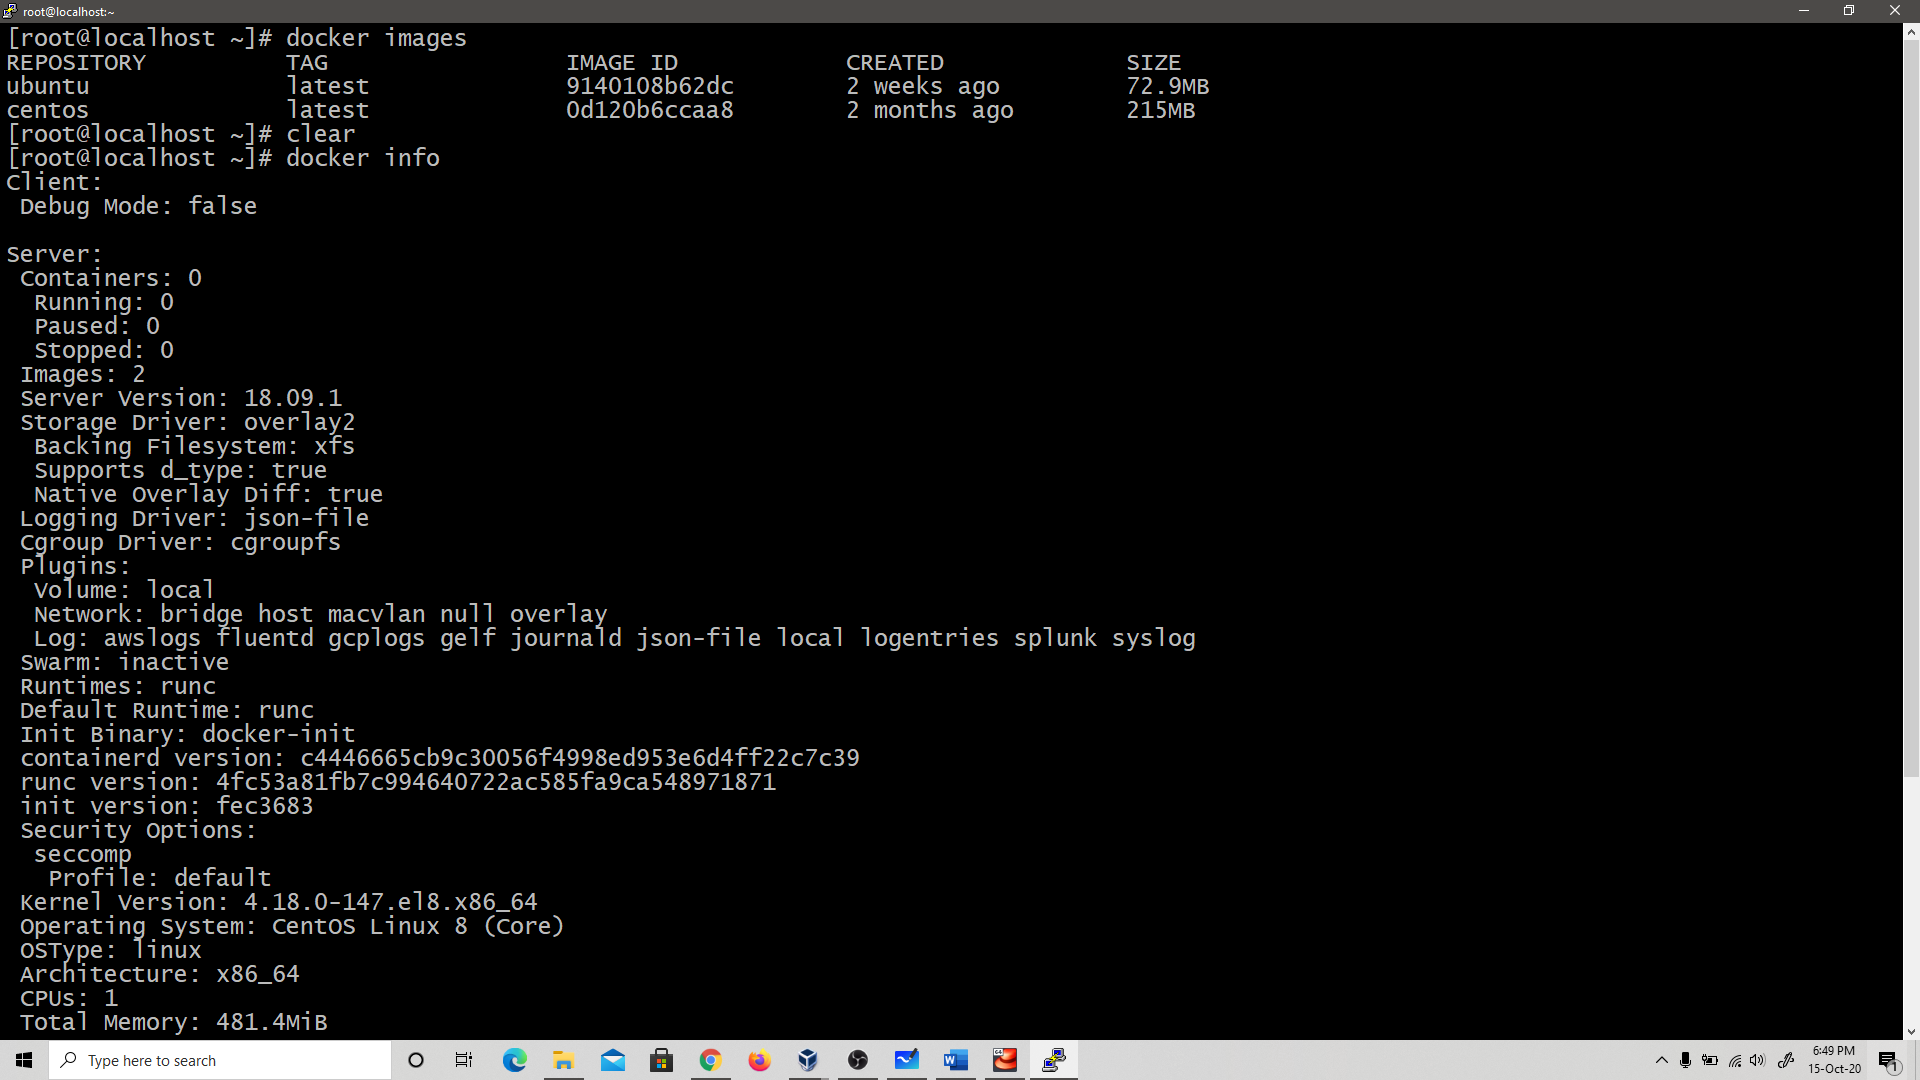 root@localhost:~
[root@localhost ~]# docker images
REPOSITORY          TAG                 IMAGE ID            CREATED             SIZE
ubuntu              latest              9140108b62dc        2 weeks ago         72.9MB
centos              latest              0d120b6ccaa8        2 months ago        215MB
[root@localhost ~]# clear
[root@localhost ~]# docker info
Client:
 Debug Mode: false

Server:
 Containers: 0
  Running: 0
  Paused: 0
  Stopped: 0
 Images: 2
 Server Version: 18.09.1
 Storage Driver: overlay2
  Backing Filesystem: xfs
  Supports d_type: true
  Native Overlay Diff: true
 Logging Driver: json-file
 Cgroup Driver: cgroupfs
 Plugins:
  Volume: local
  Network: bridge host macvlan null overlay
  Log: awslogs fluentd gcplogs gelf journald json-file local logentries splunk syslog
 Swarm: inactive
 Runtimes: runc
 Default Runtime: runc
 Init Binary: docker-init
 containerd version: c4446665cb9c30056f4998ed953e6d4ff22c7c39
 runc version: 4fc53a81fb7c994640722ac585fa9ca548971871
 init version: fec3683
 Security Options:
  seccomp
   Profile: default
 Kernel Version: 4.18.0-147.el8.x86_64
 Operating System: CentOS Linux 8 (Core)
 OSType: linux
 Architecture: x86_64
 CPUs: 1
 Total Memory: 481.4MiB
Type here to search
6:49 PM
15-Oct-20
1